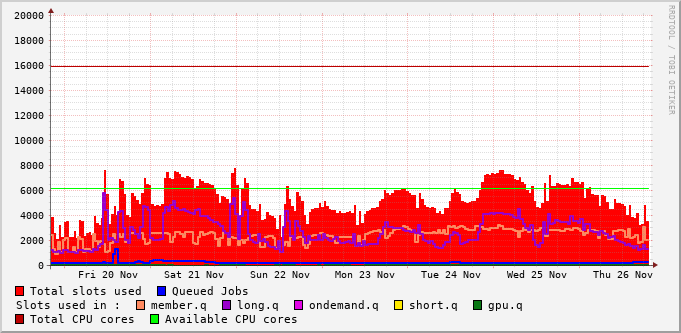 20000
18000
16000
14000
12000
10000
8000
6000
4000
2000
0
Fri 20 Nov Sat 21 Nov Sun 22 Nov Mon 23 Nov Tue 24 Nov Wed 25 Nov Thu 26 Nov
RRDTOOL / TOBI OETIKER
Total slots used Queued Jobs
Slots used in : member.q long.q ondemand.q short.q gpu.q
Total CPU cores Available CPU cores